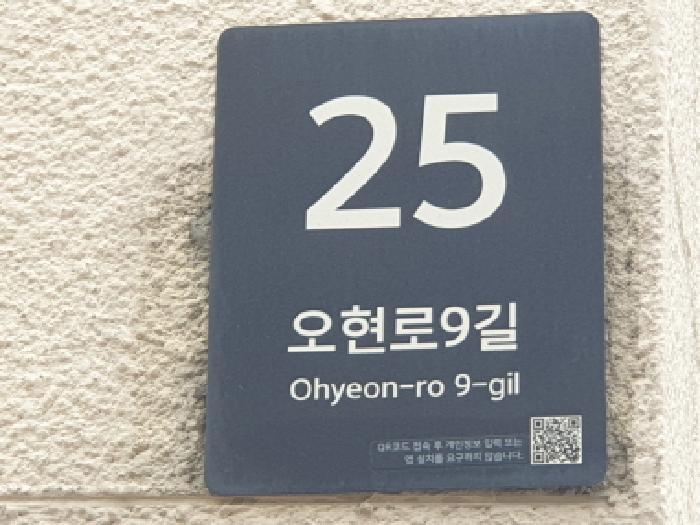 25
오현로9길
Ohyeon-ro 9-gil
QR코드 접속 후 개인정보 입력 또는
앱 설치를 요구하지 않습니다.